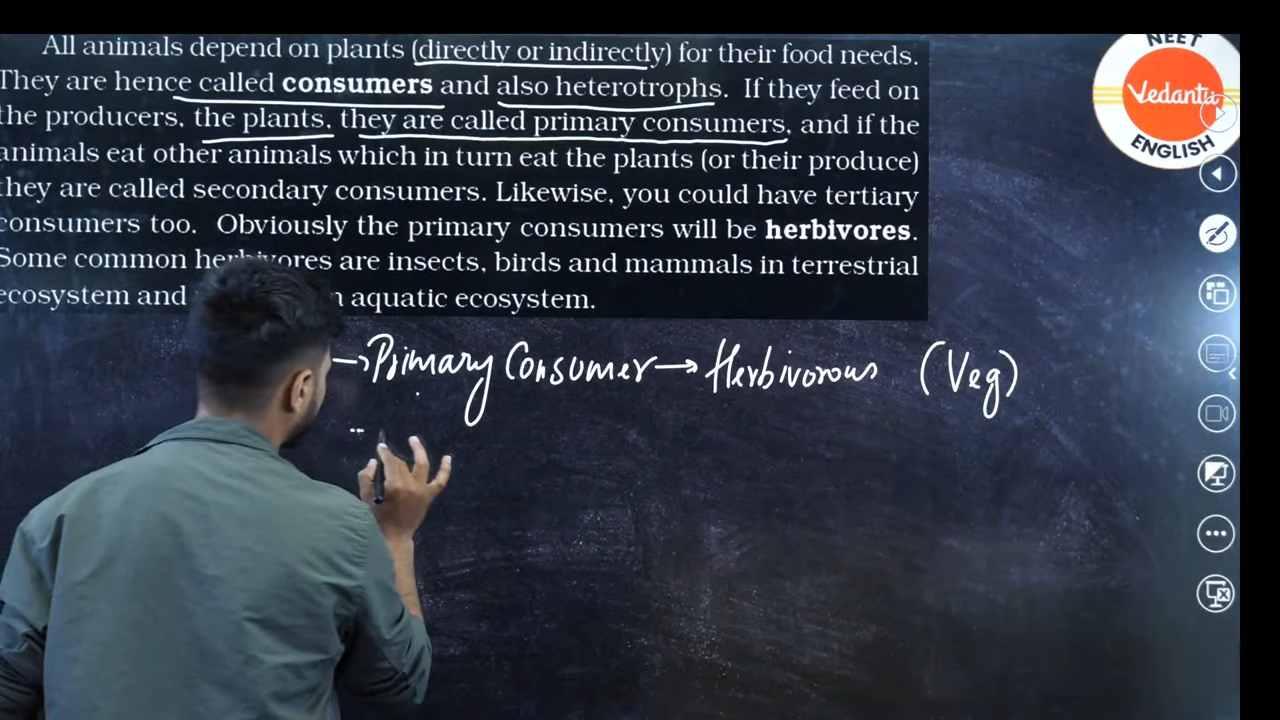 All animals depend on plants (directly or indirectly) for their food needs.
They are hence called consumers and also heterotrophs. If they feed on
the producers, the plants, they are called primary consumers, and if the
animals eat other animals which in turn eat the plants (or their produce)
they are called secondary consumers. Likewise, you could have tertiary
consumers too. Obviously the primary consumers will be herbivores.
Some common herbivores are insects, birds and mammals in terrestrial
ecosystem and aquatic ecosystem.
→ Primary Consumer → Herbivorous (Veg)
NEET
Vedantu
ENGLISH